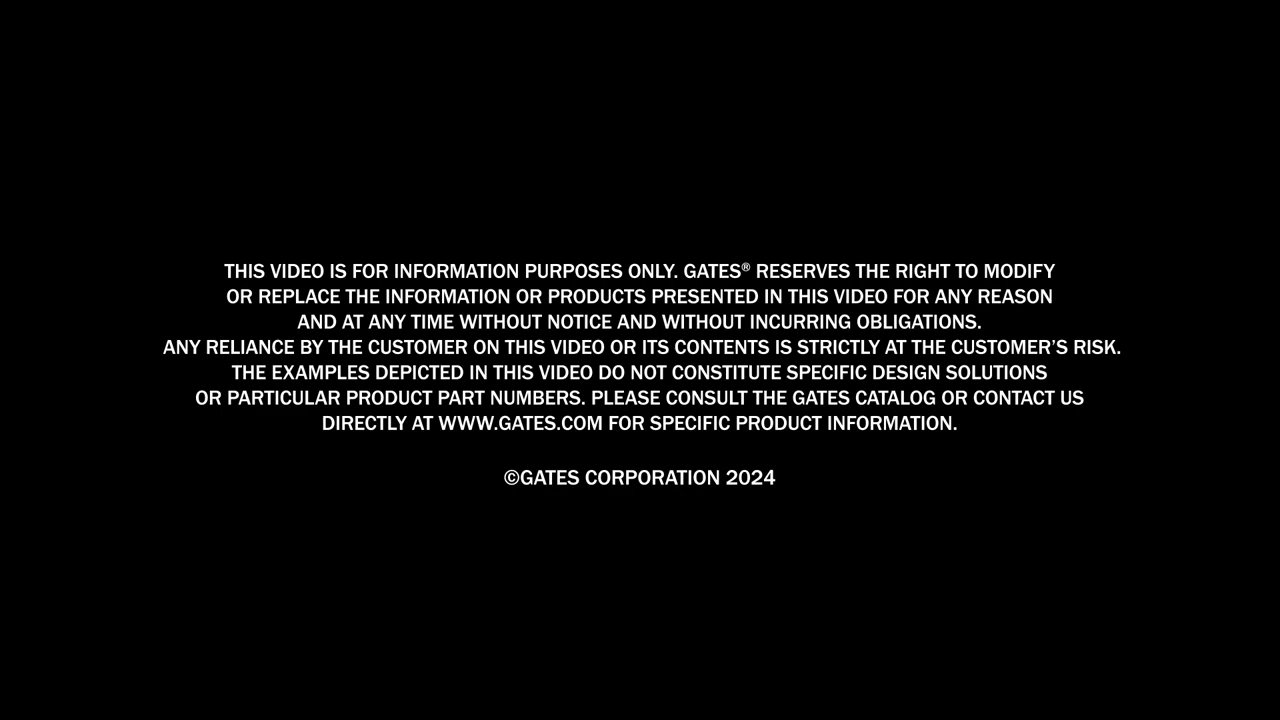 THIS VIDEO IS FOR INFORMATION PURPOSES ONLY. GATES® RESERVES THE RIGHT TO MODIFY
OR REPLACE THE INFORMATION OR PRODUCTS PRESENTED IN THIS VIDEO FOR ANY REASON
AND AT ANY TIME WITHOUT NOTICE AND WITHOUT INCURRING OBLIGATIONS.
ANY RELIANCE BY THE CUSTOMER ON THIS VIDEO OR ITS CONTENTS IS STRICTLY AT THE CUSTOMER’S RISK.
THE EXAMPLES DEPICTED IN THIS VIDEO DO NOT CONSTITUTE SPECIFIC DESIGN SOLUTIONS
OR PARTICULAR PRODUCT PART NUMBERS. PLEASE CONSULT THE GATES CATALOG OR CONTACT US
DIRECTLY AT WWW.GATES.COM FOR SPECIFIC PRODUCT INFORMATION.
©GATES CORPORATION 2024